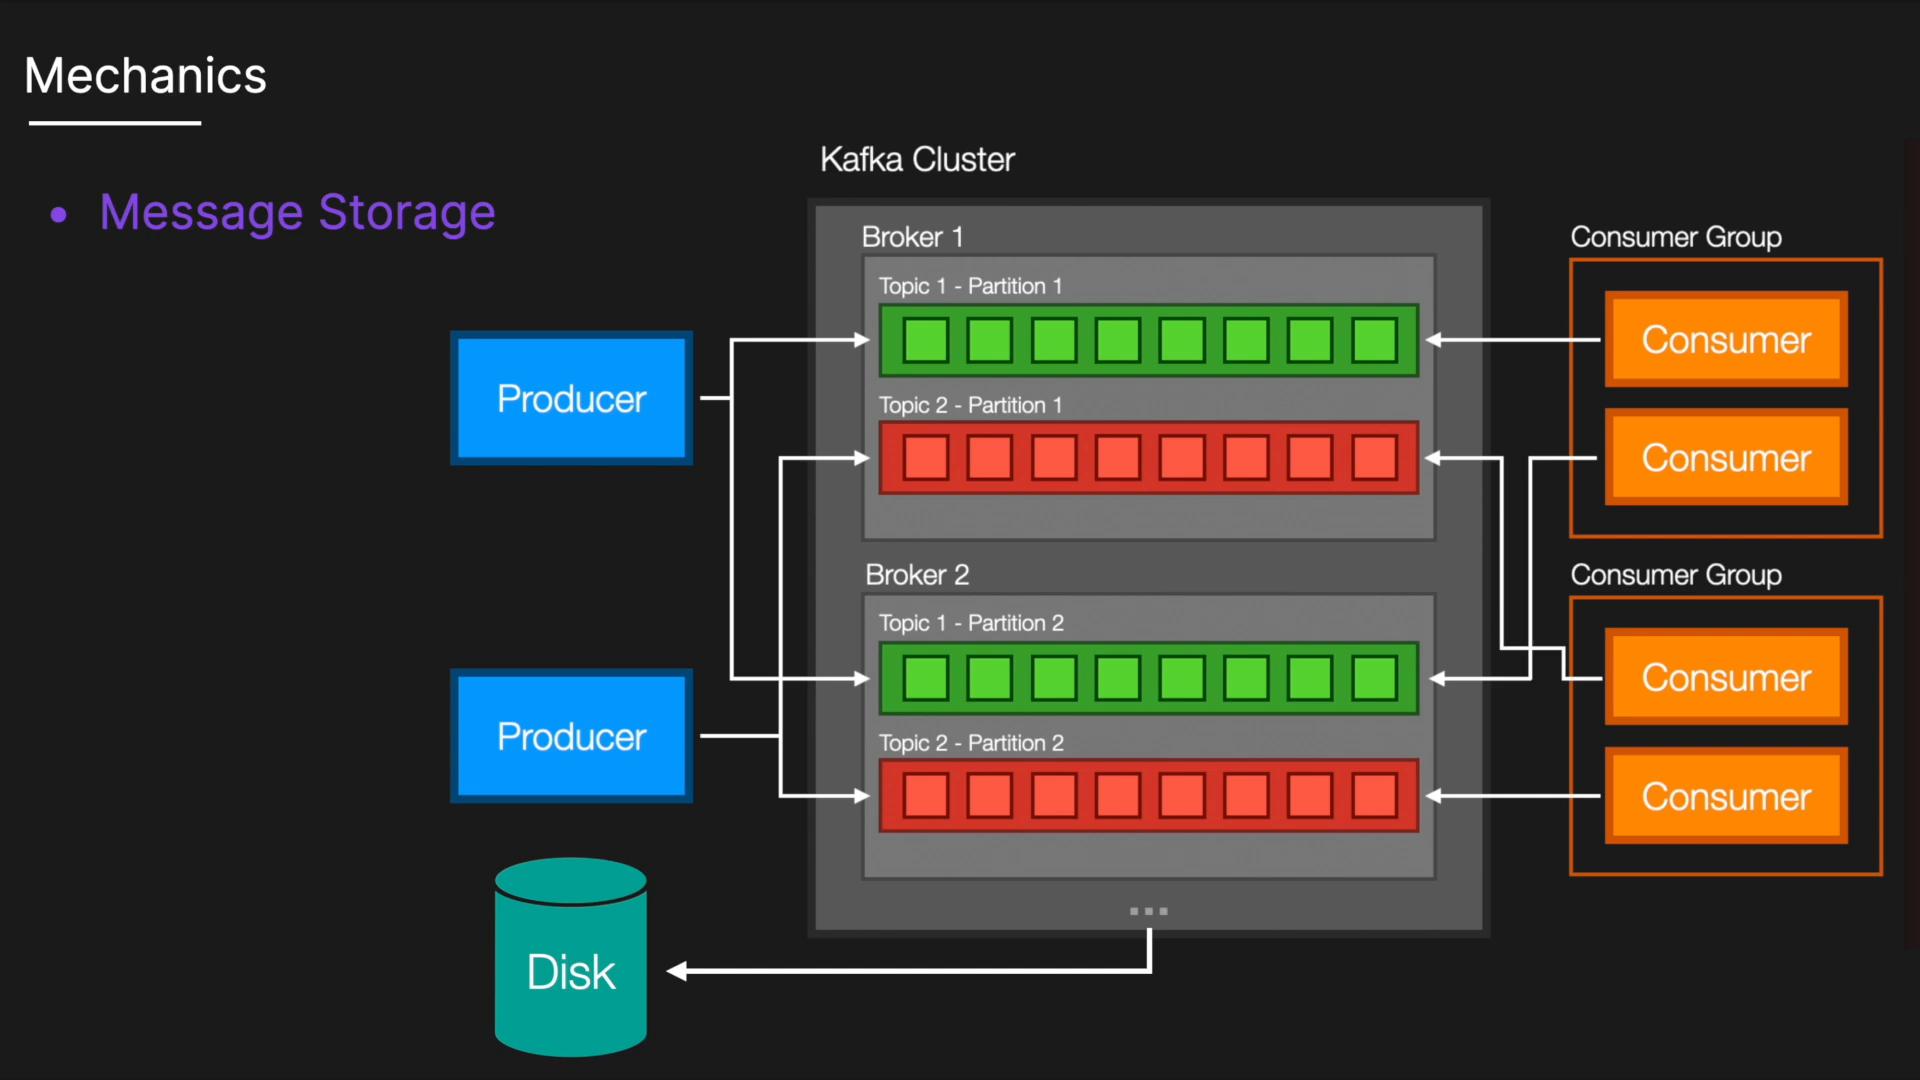 Mechanics
• Message Storage
Kafka Cluster
Broker 1
Topic 1 - Partition 1
Topic 2 - Partition 1
Broker 2
Topic 1 - Partition 2
Topic 2 - Partition 2
...
Producer
Producer
Disk
Consumer Group
Consumer
Consumer
Consumer Group
Consumer
Consumer